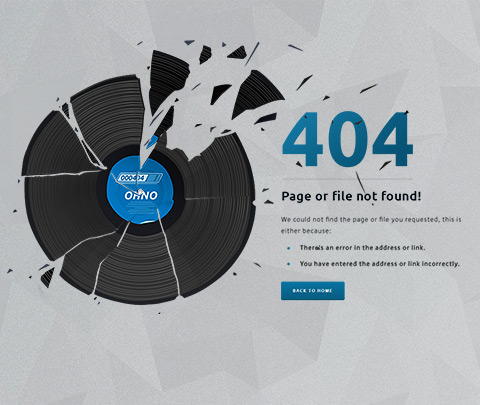 000404
OHNO
404
Page or file not found!
We could not find the page or file you requested, this is
either because:
There's an error in the address or link.
You have entered the address or link incorrectly.
BACK TO HOME